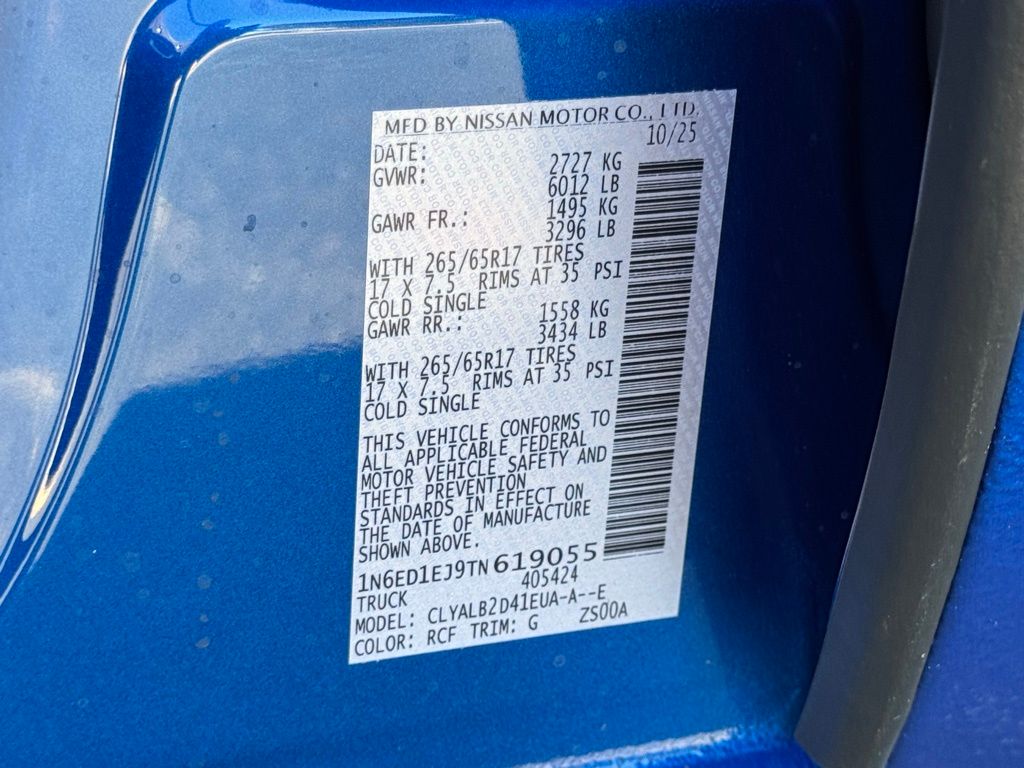 MFD BY NISSAN MOTOR CO., LTD.
DATE: 10/25
GVWR: 2727 KG
6012 LB
GAWR FR.: 1495 KG
3296 LB
WITH 265/65R17 TIRES
17 X 7.5 RIMS AT 35 PSI
COLD SINGLE
GAWR RR.: 1558 KG
3434 LB
WITH 265/65R17 TIRES
17 X 7.5 RIMS AT 35 PSI
COLD SINGLE
THIS VEHICLE CONFORMS TO
ALL APPLICABLE FEDERAL
MOTOR VEHICLE SAFETY AND
THEFT PREVENTION
STANDARDS IN EFFECT ON
THE DATE OF MANUFACTURE
SHOWN ABOVE.
1N6ED1EJ9TN619055
TRUCK 405424
MODEL: CLYALB2D41EUA-A--E
COLOR: RCF TRIM: G ZS00A